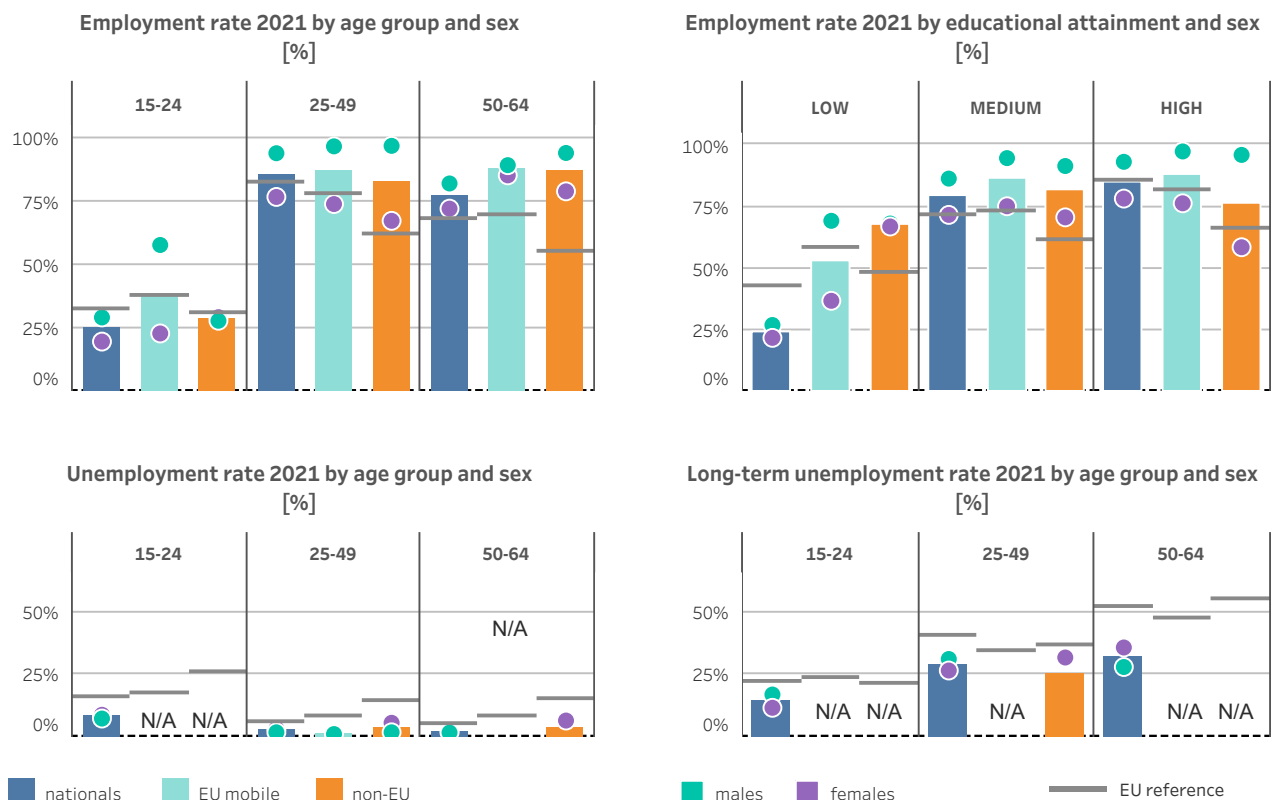 Employment rate 2021 by age group and sex
[%]
15-24
25-49
50-64
100%
75%
50%
25%
0%
Employment rate 2021 by educational attainment and sex
[%]
LOW
MEDIUM
HIGH
100%
75%
50%
25%
0%
Unemployment rate 2021 by age group and sex
[%]
15-24
25-49
50-64
50%
N/A
25%
N/A
N/A
0%
Long-term unemployment rate 2021 by age group and sex
[%]
15-24
25-49
50-64
50%
25%
N/A
N/A
N/A
N/A
N/A
0%
nationals
EU mobile
non-EU
males
females
EU reference